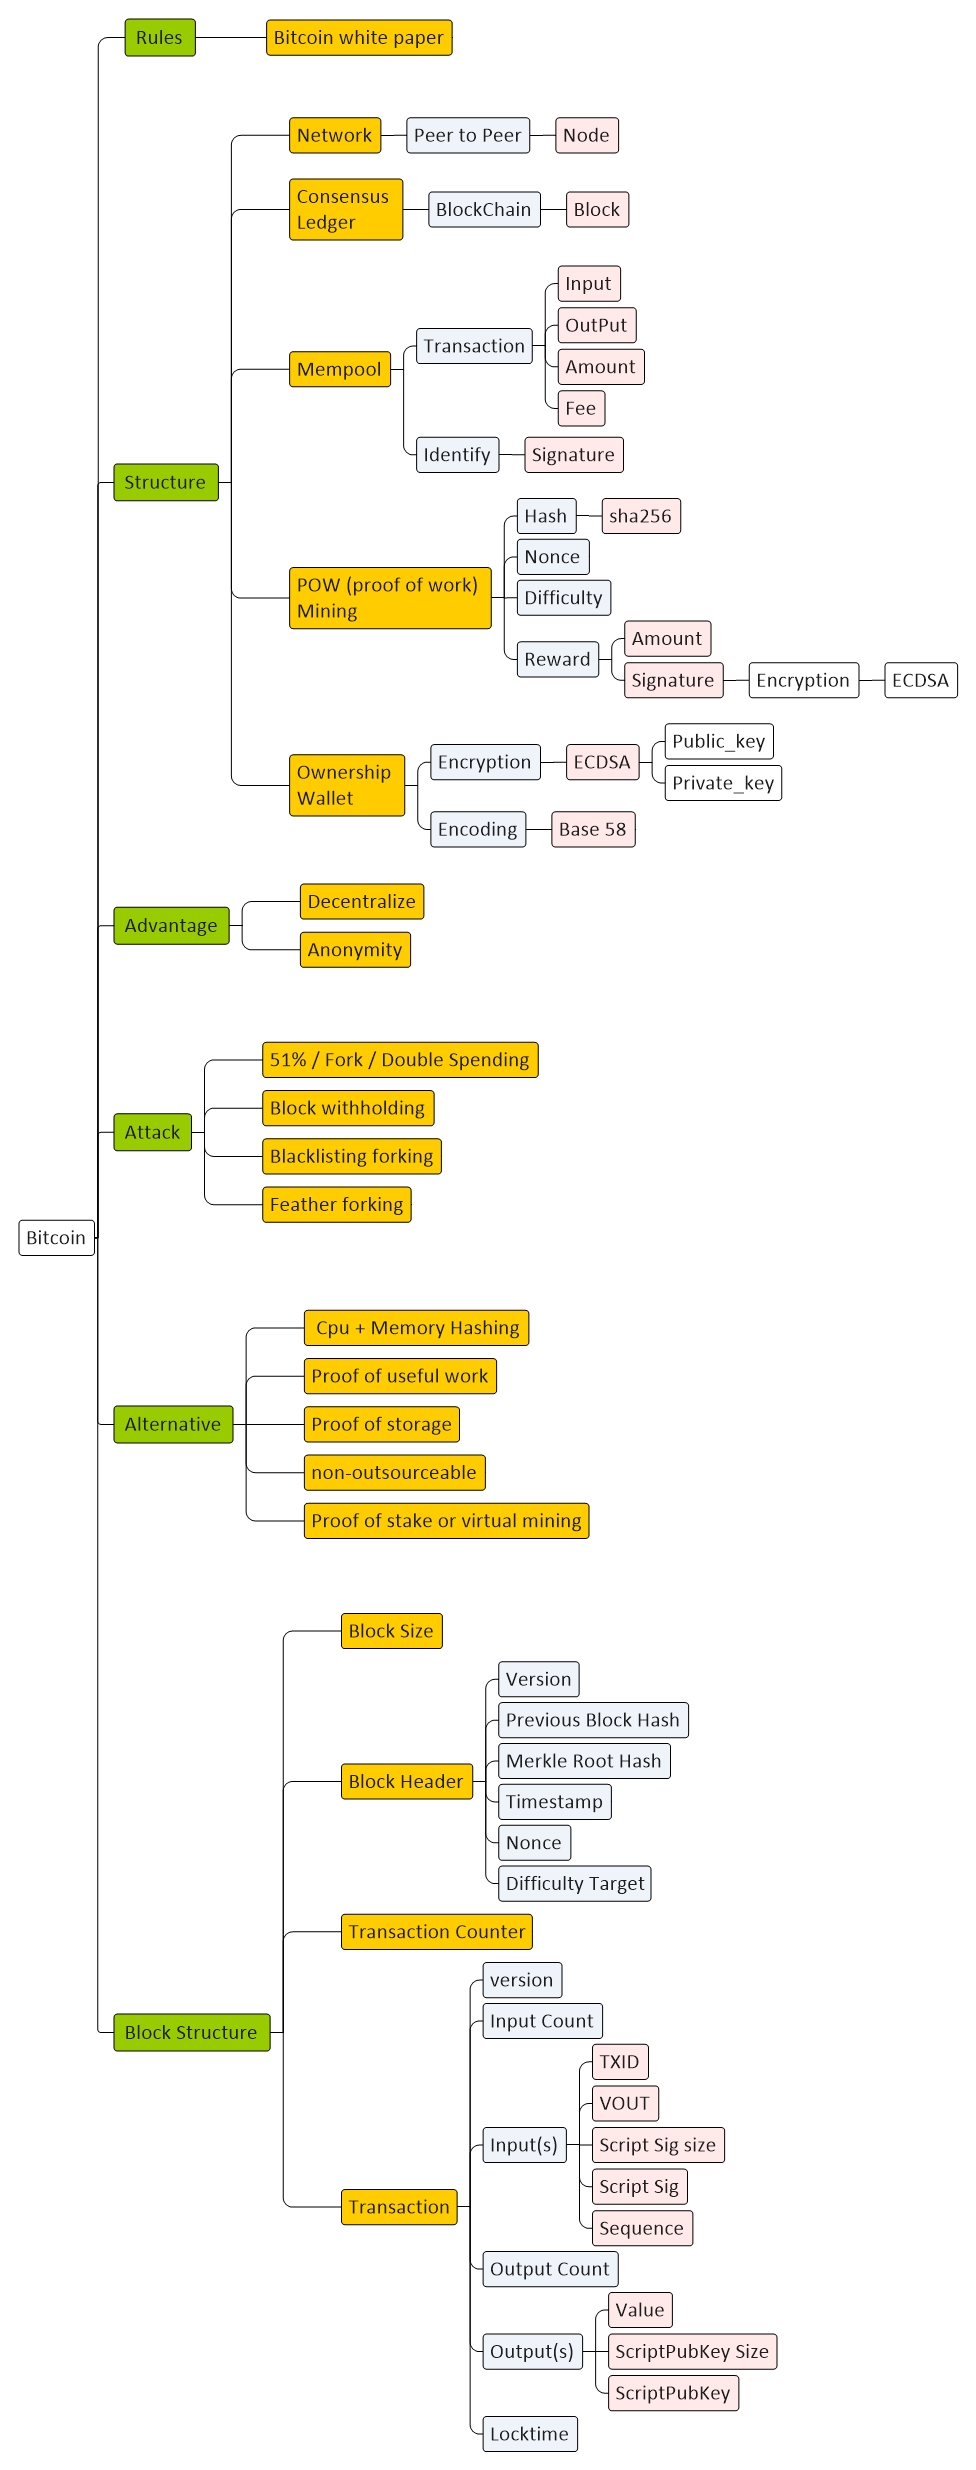 Rules
Bitcoin white paper
Network
Peer to Peer
Node
Consensus
Ledger
BlockChain
Block
Input
OutPut
Transaction
Amount
Mempool
Fee
Identify
Signature
Structure
Hash
sha256
Nonce
POW (proof of work)
Mining
Difficulty
Amount
Reward
Signature
Encryption
ECDSA
Public_key
Encryption
ECDSA
Ownership
Wallet
Private_key
Encoding
Base 58
Decentralize
Advantage
Anonymity
51% / Fork / Double Spending
Block withholding
Attack
Blacklisting forking
Feather forking
Bitcoin
Cpu + Memory Hashing
Proof of useful work
Alternative
Proof of storage
non-outsourceable
Proof of stake or virtual mining
Block Size
Version
Previous Block Hash
Merkle Root Hash
Block Header
Timestamp
Nonce
Difficulty Target
Transaction Counter
version
Input Count
Block Structure
TXID
VOUT
Input(s)
Script Sig size
Script Sig
Transaction
Sequence
Output Count
Value
Output(s)
ScriptPubKey Size
ScriptPubKey
Locktime